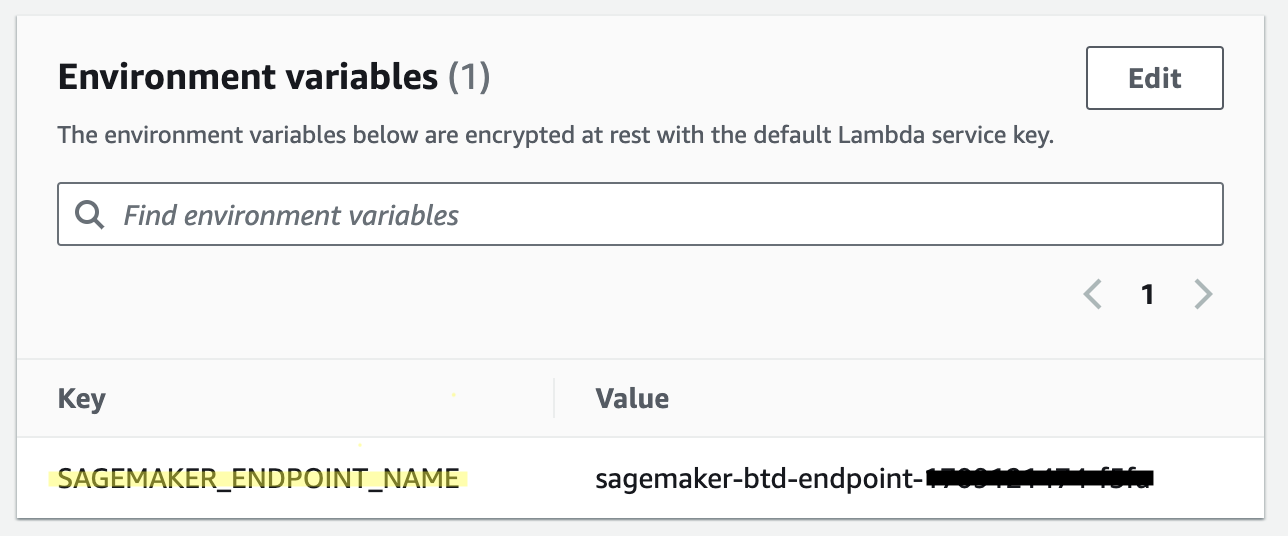 Environment variables (1)
Edit
The environment variables below are encrypted at rest with the default Lambda service key.
Find environment variables
1
Key Value
SAGEMAKER_ENDPOINT_NAME sagemaker-btd-endpoint-